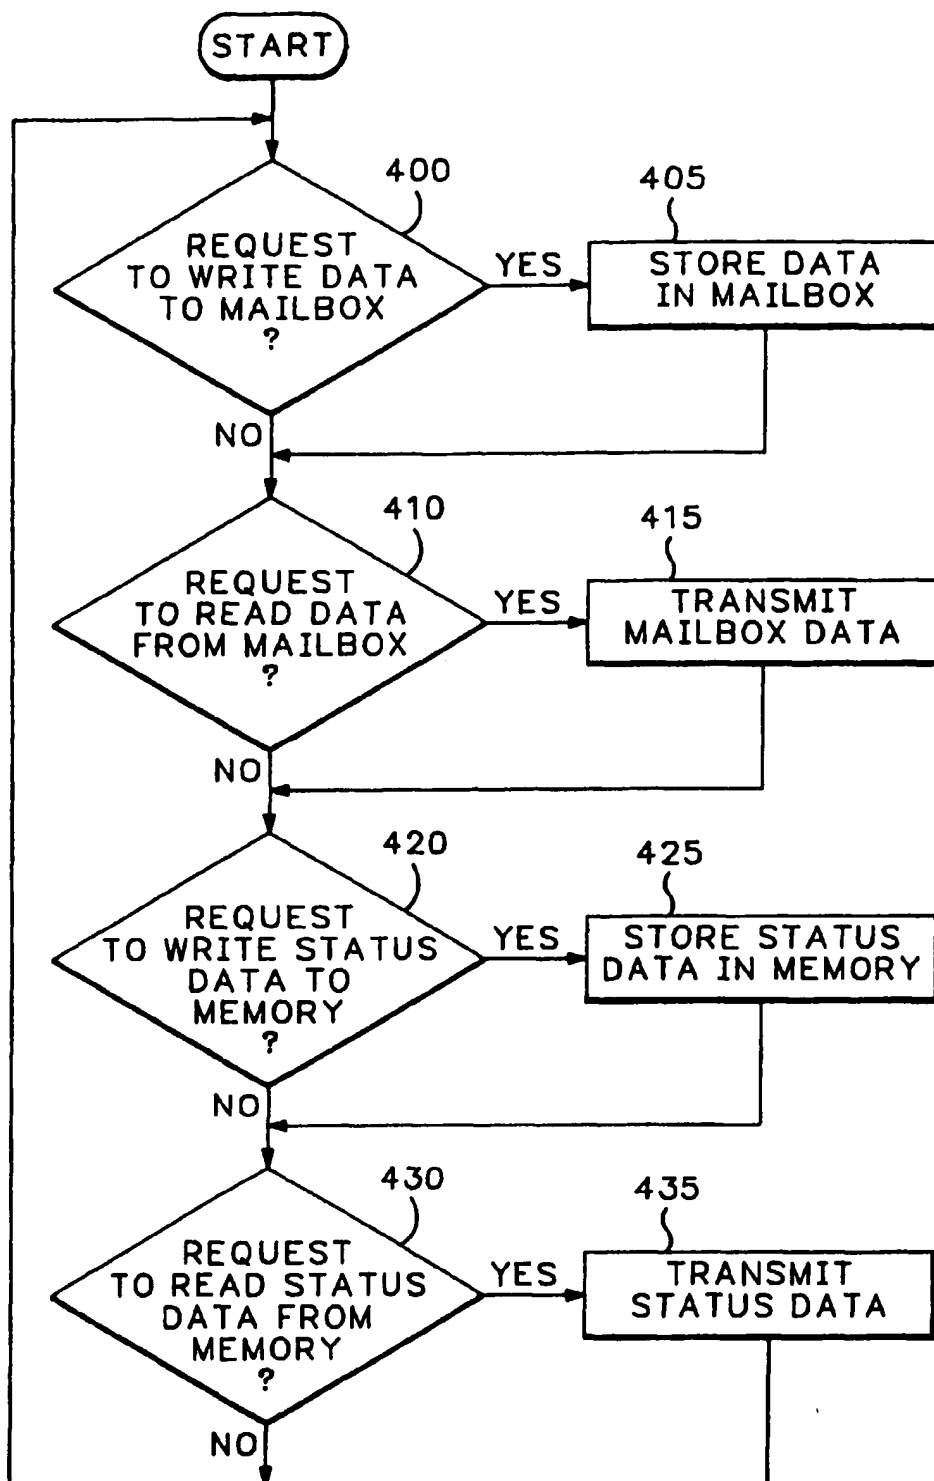 START
400
REQUEST
TO WRITE DATA
TO MAILBOX
?
YES
405
STORE DATA
IN MAILBOX
NO
410
REQUEST
TO READ DATA
FROM MAILBOX
?
YES
415
TRANSMIT
MAILBOX DATA
NO
420
REQUEST
TO WRITE STATUS
DATA TO
MEMORY
?
YES
425
STORE STATUS
DATA IN MEMORY
NO
430
REQUEST
TO READ STATUS
DATA FROM
MEMORY
?
YES
435
TRANSMIT
STATUS DATA
NO